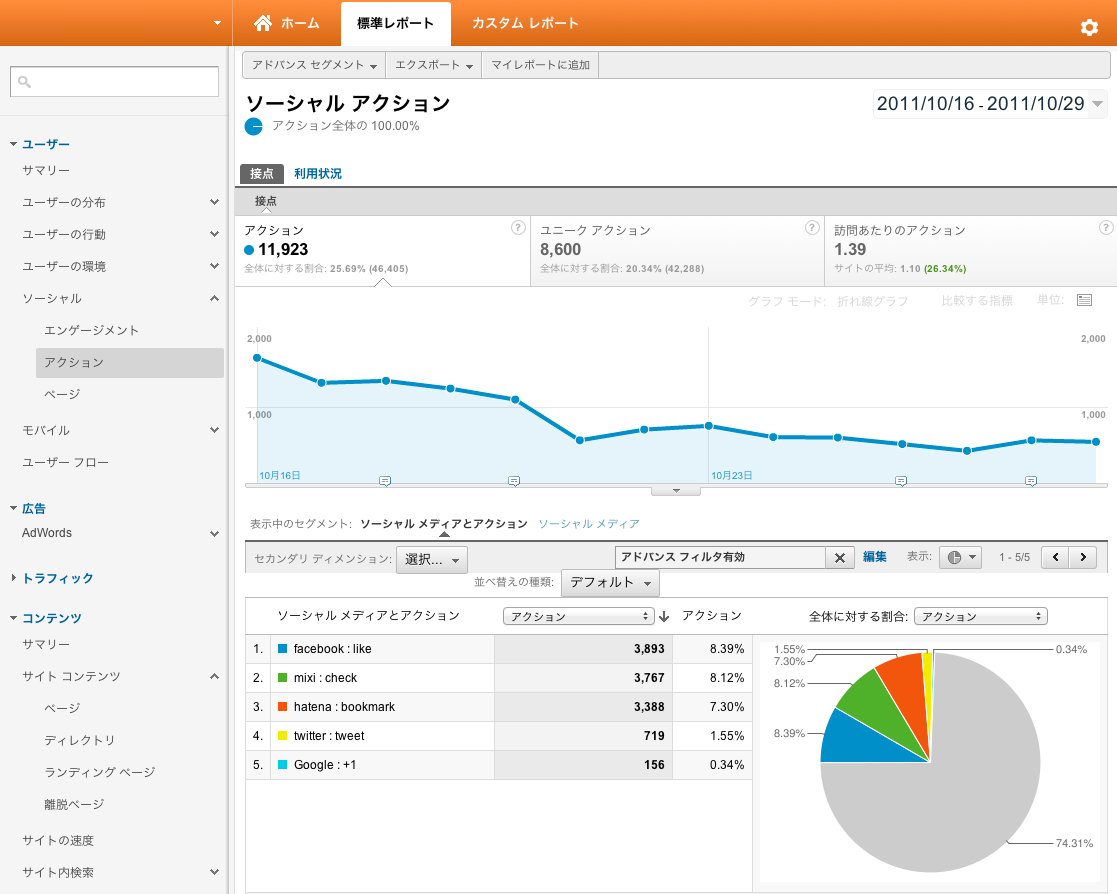 ホーム
標準レポート
カスタム レポート
アドバンス セグメント
エクスポート
マイレポートに追加
ソーシャル アクション
2011/10/16 - 2011/10/29
アクション全体の 100.00%
ユーザー
サマリー
ユーザーの分布
ユーザーの行動
ユーザーの環境
ソーシャル
エンゲージメント
アクション
ページ
モバイル
ユーザー フロー
広告
AdWords
トラフィック
コンテンツ
サマリー
サイト コンテンツ
ページ
ディレクトリ
ランディング ページ
離脱ページ
サイトの速度
サイト内検索
接点
利用状況
接点
アクション
11,923
全体に対する割合: 25.69% (46,405)
ユニーク アクション
8,600
全体に対する割合: 20.34% (42,288)
訪問あたりのアクション
1.39
サイトの平均: 1.10 (26.34%)
グラフ モード: 折れ線グラフ
比較する指標
単位:
2,000
2,000
1,000
1,000
10月16日
10月23日
表示中のセグメント: ソーシャル メディアとアクション ソーシャル メディア
セカンダリ ディメンション: 選択...
アドバンス フィルタ有効
編集
表示:
1 - 5/5
並べ替えの種類: デフォルト
ソーシャル メディアとアクション
アクション
アクション
全体に対する割合: アクション
1. facebook : like 3,893 8.39%
2. mixi : check 3,767 8.12%
3. hatena : bookmark 3,388 7.30%
4. twitter : tweet 719 1.55%
5. Google : +1 156 0.34%
1.55%
0.34%
7.30%
8.12%
8.39%
74.31%